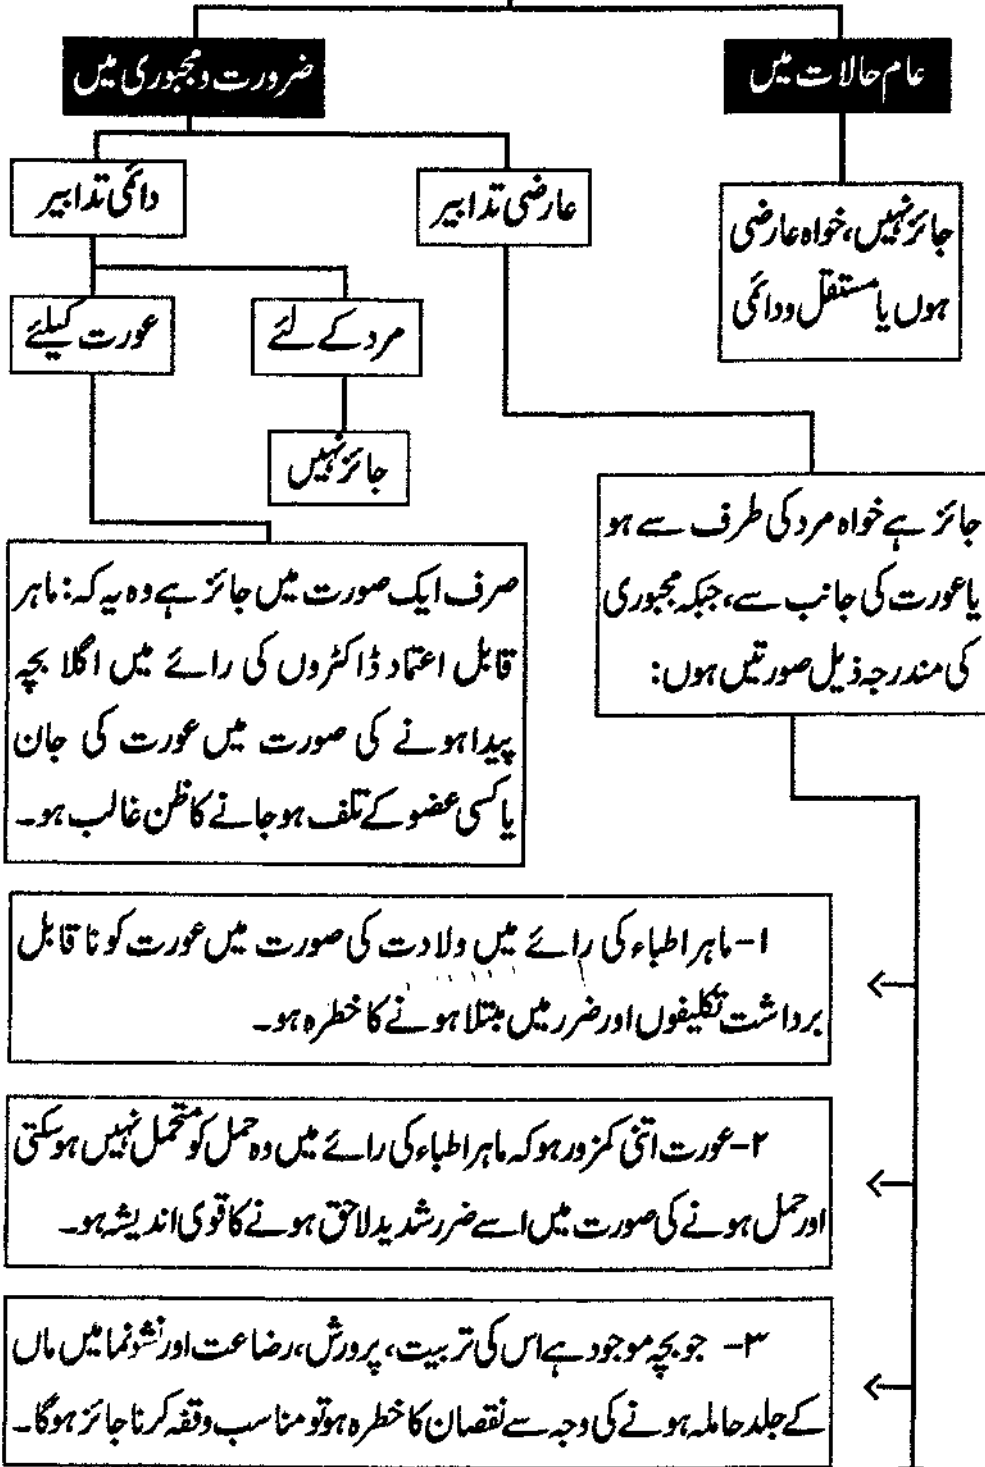 عام حالات میں
ضرورت و مجبوری میں
جائز نہیں، خواہ عارضی
ہوں یا مستقل و دائمی
عارضی تدابیر
دائمی تدابیر
مرد کے لئے
عورت کیلئے
جائز نہیں
جائز ہے خواہ مرد کی طرف سے ہو
یا عورت کی جانب سے، جبکہ مجبوری
کی مندرجہ ذیل صورتیں ہوں:
صرف ایک صورت میں جائز ہے وہ یہ کہ: ماہر
قابل اعتماد ڈاکٹروں کی رائے میں اگلا بچہ
پیدا ہونے کی صورت میں عورت کی جان
یا کسی عضو کے تلف ہو جانے کا ظن غالب ہو۔
۱- ماہر اطباء کی رائے میں ولادت کی صورت میں عورت کو نا قابل
برداشت تکلیفوں اور ضرر میں مبتلا ہونے کا خطرہ ہو۔
۲- عورت اتنی کمزور ہو کہ ماہر اطباء کی رائے میں وہ حمل کو متحمل نہیں ہو سکتی
اور حمل ہونے کی صورت میں اسے ضرر شدید لاحق ہونے کا قوی اندیشہ ہو۔
۳- جو بچہ موجود ہے اس کی تربیت، پرورش، رضاعت اور نشو نما میں ماں
کے جلد حاملہ ہونے کی وجہ سے نقصان کا خطرہ ہو تو مناسب وقفہ کرنا جائز ہوگا۔